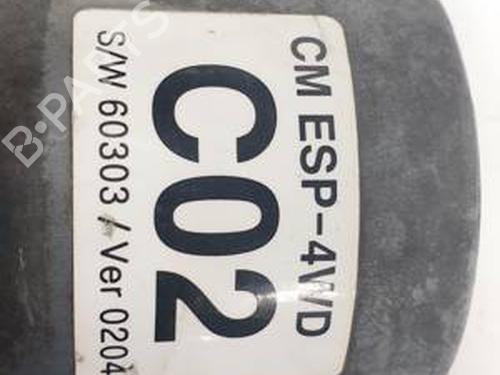 CM ESP-4WD
C02
S/W 60303 / Ver 0204
B-PARTS